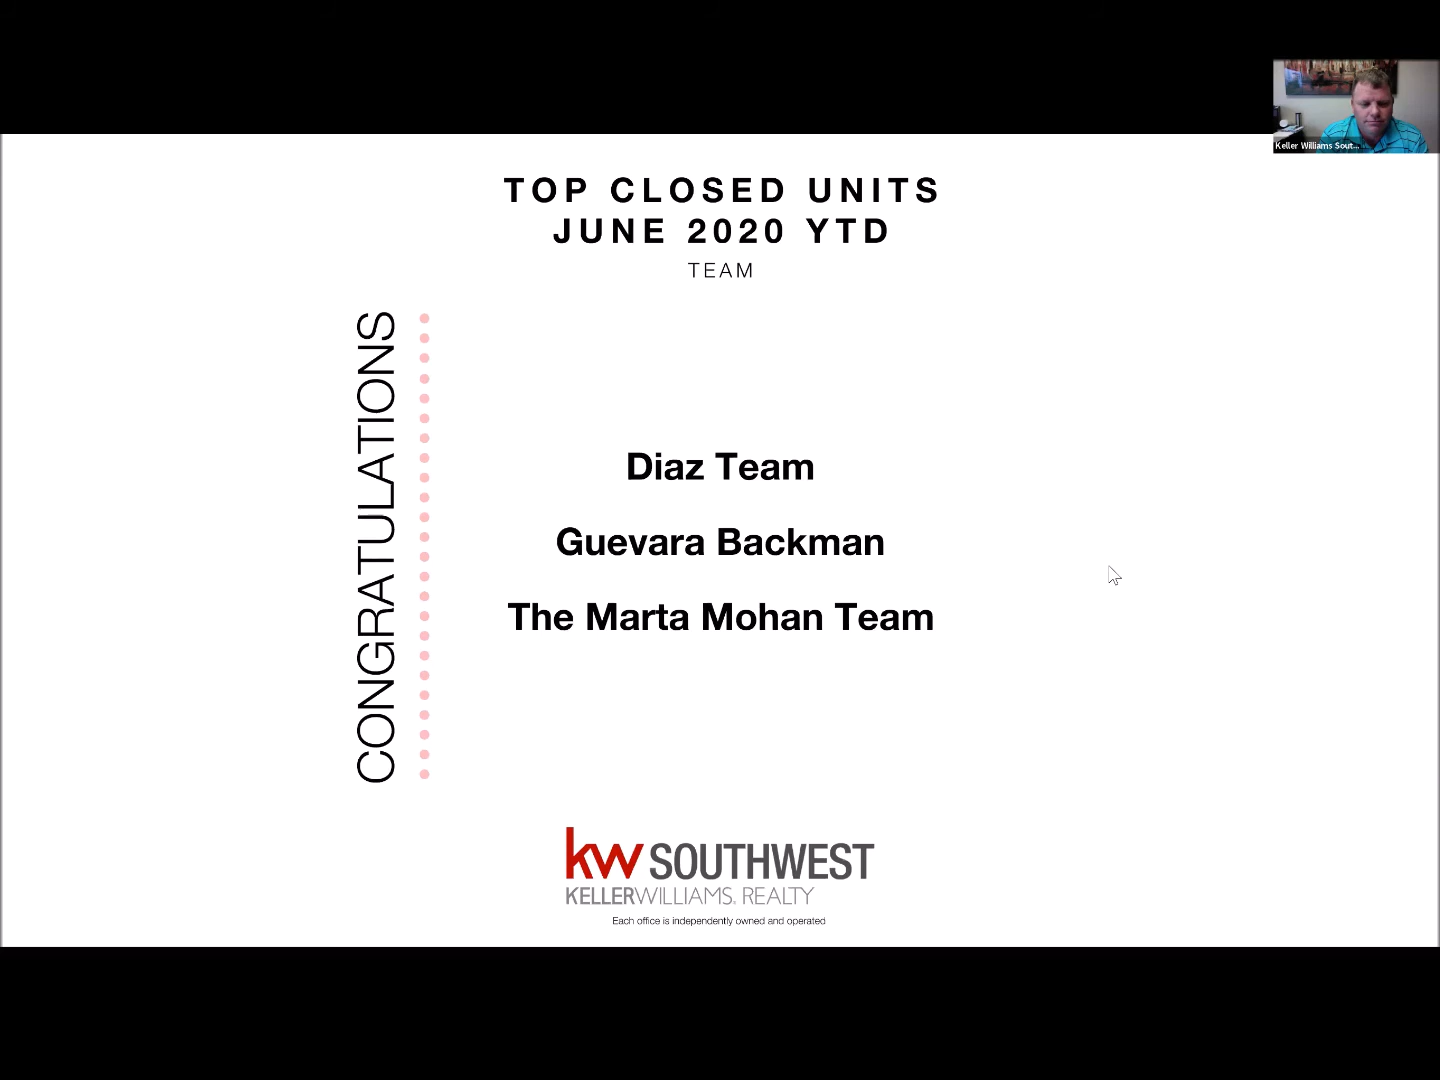 Keller Williams Sout...
TOP CLOSED UNITS
JUNE 2020 YTD
TEAM
CONGRATULATIONS
Diaz Team
Guevara Backman
The Marta Mohan Team
kw SOUTHWEST
KELLERWILLIAMS. REALTY
Each office is independently owned and operated